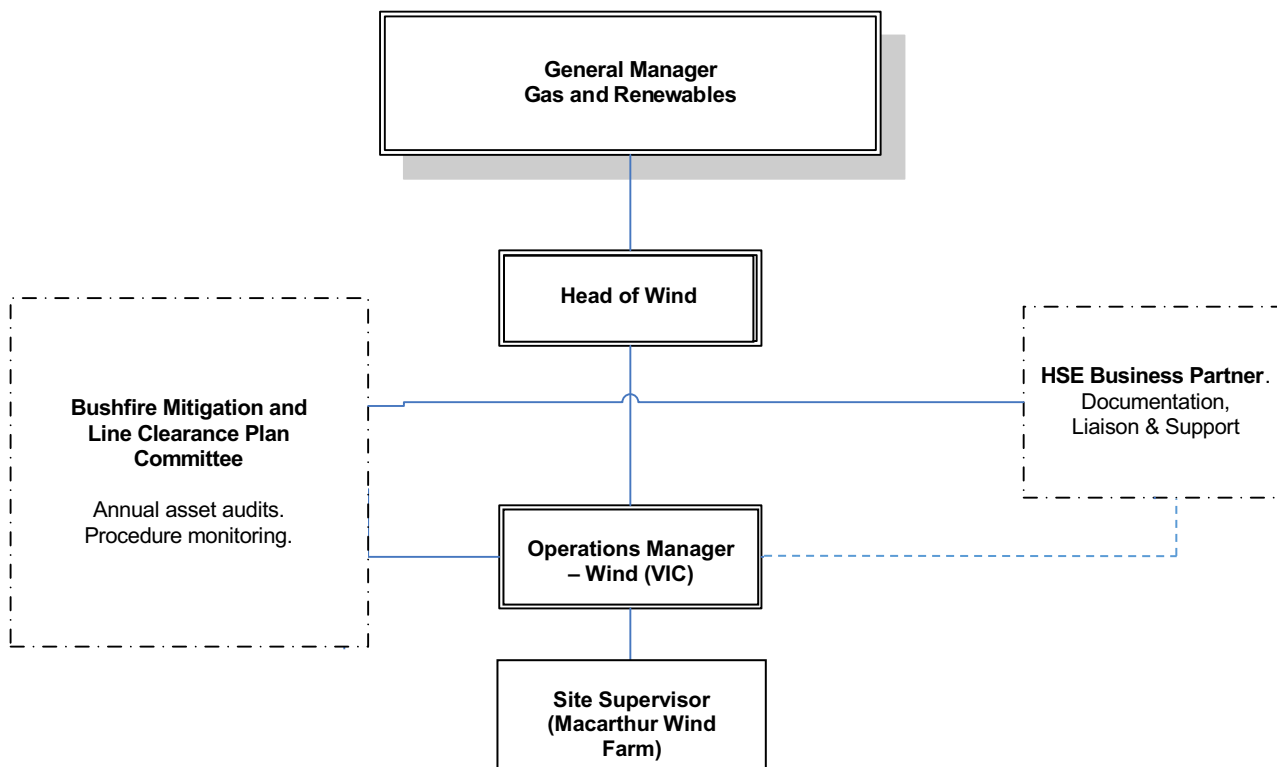 General Manager
Gas and Renewables
Head of Wind
Bushfire Mitigation and
Line Clearance Plan
Committee
Annual asset audits.
Procedure monitoring.
HSE Business Partner.
Documentation,
Liaison & Support
Operations Manager
– Wind (VIC)
Site Supervisor
(Macarthur Wind
Farm)